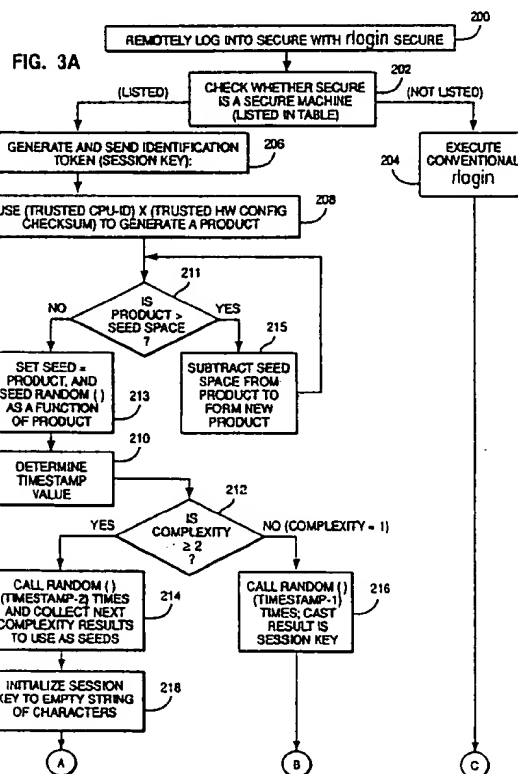 200
REMOTELY LOG INTO SECURE WITH rlogin SECURE
FIG. 3A
202
CHECK WHETHER SECURE
IS A SECURE MACHINE
(LISTED IN TABLE)
(LISTED)
(NOT LISTED)
GENERATE AND SEND IDENTIFICATION
TOKEN (SESSION KEY):
206
204
EXECUTE
CONVENTIONAL
rlogin
208
USE (TRUSTED CPU-ID) X (TRUSTED HW CONFIG
CHECKSUM) TO GENERATE A PRODUCT
211
IS
PRODUCT >
SEED SPACE
?
NO
YES
215
SUBTRACT SEED
SPACE FROM
PRODUCT TO
FORM NEW
PRODUCT
SET SEED =
PRODUCT, AND
SEED RANDOM ( )
AS A FUNCTION
OF PRODUCT
213
210
DETERMINE
TIMESTAMP
VALUE
212
IS
COMPLEXITY
≥ 2
?
YES
NO (COMPLEXITY = 1)
CALL RANDOM ( )
(TIMESTAMP-2) TIMES
AND COLLECT NEXT
COMPLEXITY RESULTS
TO USE AS SEEDS
214
CALL RANDOM ( )
(TIMESTAMP-1)
TIMES; CAST
RESULT IS
SESSION KEY
216
INITIALIZE SESSION
KEY TO EMPTY STRING
OF CHARACTERS
218
A
B
C